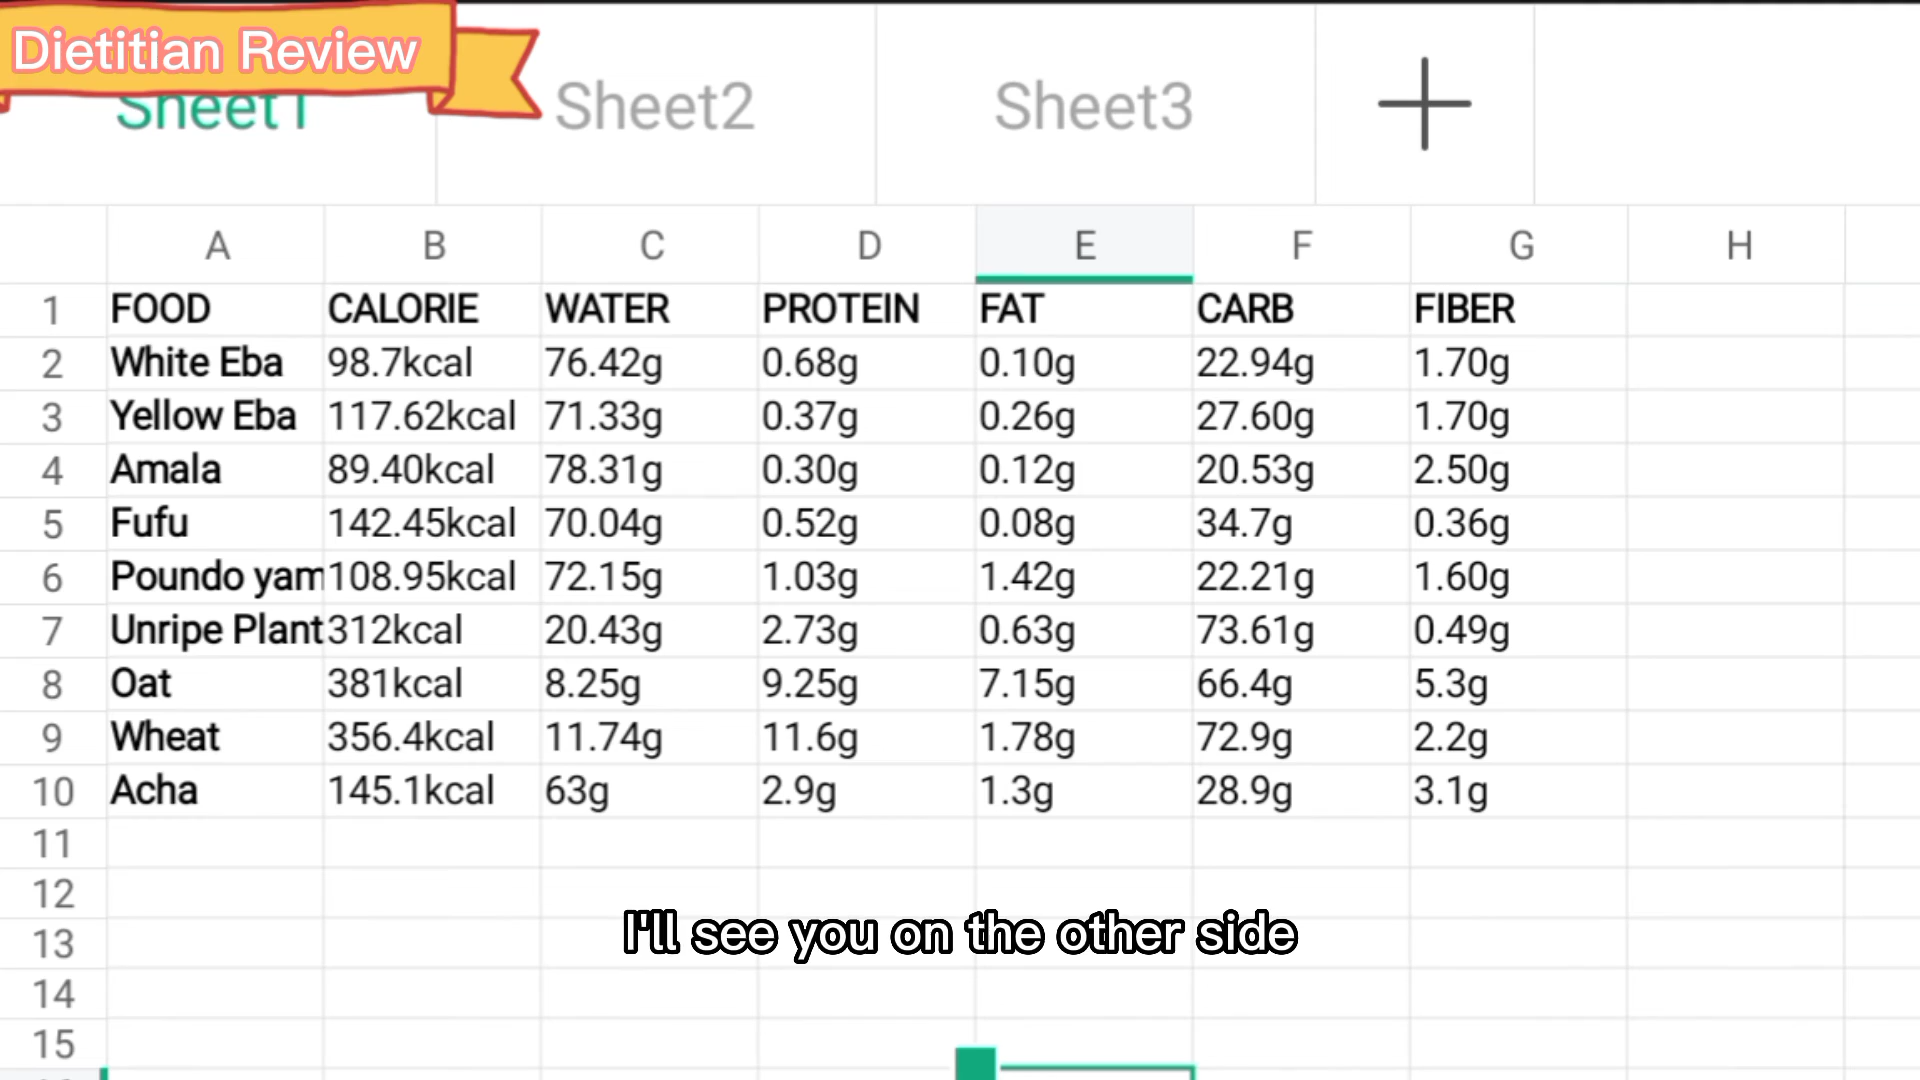 Dietitian Review
Sheet1 Sheet2 Sheet3
A B C D E F G H
1 FOOD CALORIE WATER PROTEIN FAT CARB FIBER
2 White Eba 98.7kcal 76.42g 0.68g 0.10g 22.94g 1.70g
3 Yellow Eba 117.62kcal 71.33g 0.37g 0.26g 27.60g 1.70g
4 Amala 89.40kcal 78.31g 0.30g 0.12g 20.53g 2.50g
5 Fufu 142.45kcal 70.04g 0.52g 0.08g 34.7g 0.36g
6 Poundo yam 108.95kcal 72.15g 1.03g 1.42g 22.21g 1.60g
7 Unripe Plant 312kcal 20.43g 2.73g 0.63g 73.61g 0.49g
8 Oat 381kcal 8.25g 9.25g 7.15g 66.4g 5.3g
9 Wheat 356.4kcal 11.74g 11.6g 1.78g 72.9g 2.2g
10 Acha 145.1kcal 63g 2.9g 1.3g 28.9g 3.1g
11
12
I'll see you on the other side
13
14
15